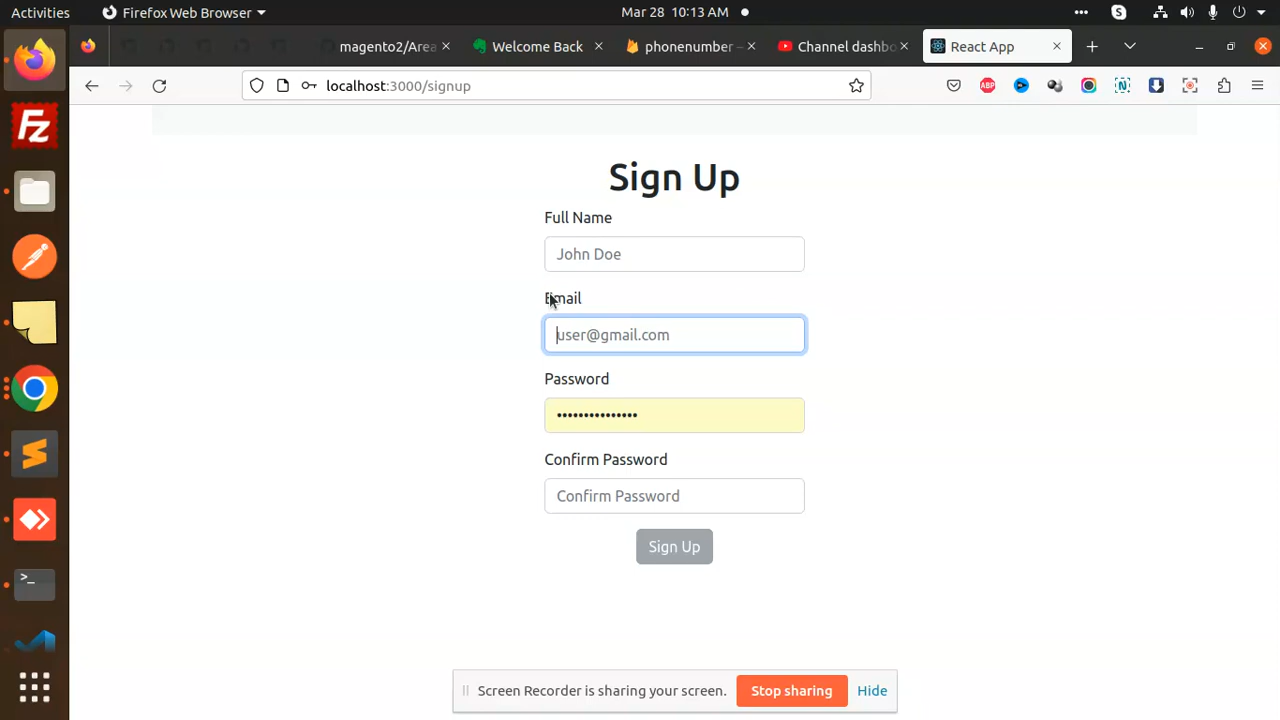 Activities
Firefox Web Browser
Mar 28 10:13 AM
magento2/Area
Welcome Back
phonenumber –
Channel dashbo
React App
localhost:3000/signup
ABP
N
Fz
Sign Up
Full Name
John Doe
Email
user@gmail.com
Password
•••••••••••••••
Confirm Password
Confirm Password
Sign Up
Screen Recorder is sharing your screen.
Stop sharing
Hide